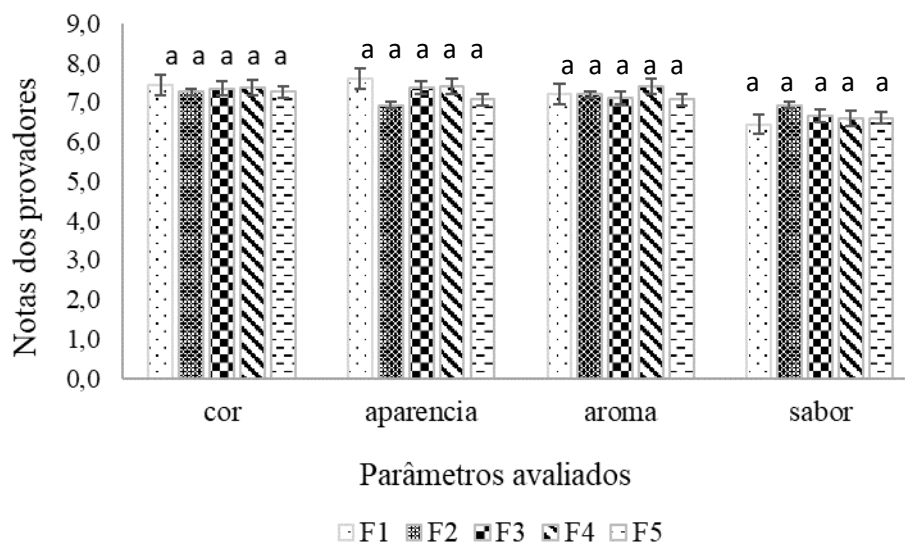 Notas dos provadores
9,0
8,0
7,0
6,0
5,0
4,0
3,0
2,0
1,0
0,0
a a a a a
a a a a a
a a a a a
a a a a a
cor aparencia aroma sabor
Parâmetros avaliados
F1 F2 F3 F4 F5